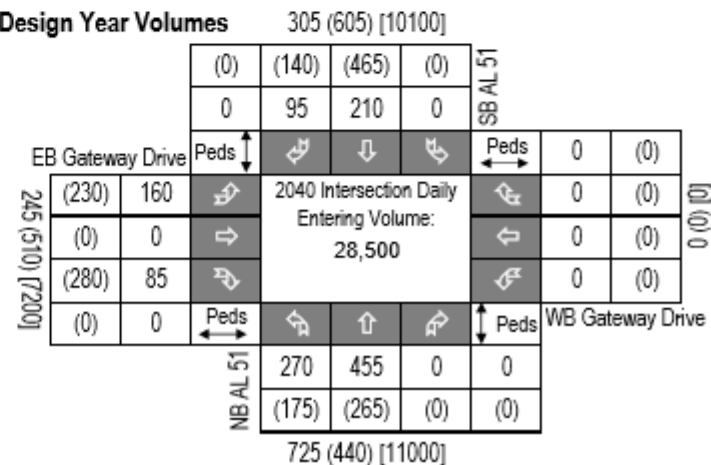 Design Year Volumes 305 (605) [10100]
(0) (140) (465) (0)
0 95 210 0
SB AL 51
EB Gateway Drive Peds Peds 0 (0)
(230) 160 2040 Intersection Daily 0 (0)
(0) 0 Entering Volume: 0 (0)
(280) 85 28,500 0 (0)
245 (510) [7200]
0 (0) [0]
(0) 0 Peds Peds WB Gateway Drive
NB AL 51
270 455 0 0
(175) (265) (0) (0)
725 (440) [11000]